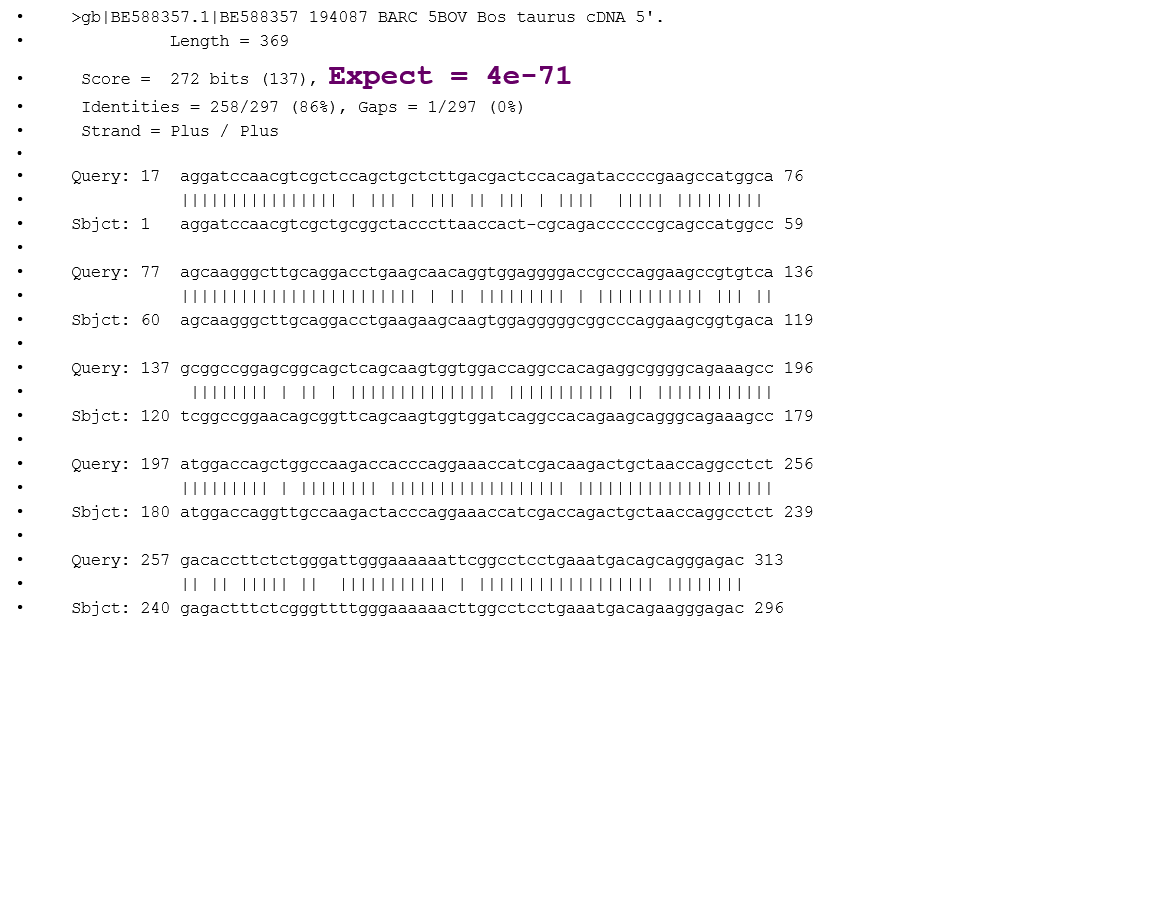 • >gb|BE588357.1|BE588357 194087 BARC 5BOV Bos taurus cDNA 5'.
•           Length = 369
•  Score =  272 bits (137), Expect = 4e-71
•  Identities = 258/297 (86%), Gaps = 1/297 (0%)
•  Strand = Plus / Plus
•
• Query: 17  aggatccaacgtcgctccagctgctcttgacgactccacagataccccgaagccatggca 76
•            |||||||||||||||| | ||| | ||| || ||| | ||||  ||||| |||||||||
• Sbjct: 1   aggatccaacgtcgctgcggctacccttaaccact-cgcagaccccccgcagccatggcc 59
•
• Query: 77  agcaagggcttgcaggacctgaagcaacaggtggaggggaccgcccaggaagccgtgtca 136
•            |||||||||||||||||||||||| | || ||||||||| | ||||||||||| ||| ||
• Sbjct: 60  agcaagggcttgcaggacctgaagaagcaagtggagggggcggcccaggaagcggtgaca 119
•
• Query: 137 gcggccggagcggcagctcagcaagtggtggaccaggccacagaggcggggcagaaagcc 196
•             |||||||| | || | ||||||||||||||| ||||||||||| || ||||||||||||
• Sbjct: 120 tcggccggaacagcggttcagcaagtggtggatcaggccacagaagcagggcagaaagcc 179
•
• Query: 197 atggaccagctggccaagaccacccaggaaaccatcgacaagactgctaaccaggcctct 256
•            ||||||||| | |||||||| |||||||||||||||||| ||||||||||||||||||||
• Sbjct: 180 atggaccaggttgccaagactacccaggaaaccatcgaccagactgctaaccaggcctct 239
•
• Query: 257 gacaccttctctgggattgggaaaaaattcggcctcctgaaatgacagcagggagac 313
•            || || ||||| ||  ||||||||||| | |||||||||||||||||| ||||||||
• Sbjct: 240 gagactttctcgggttttgggaaaaaacttggcctcctgaaatgacagaagggagac 296